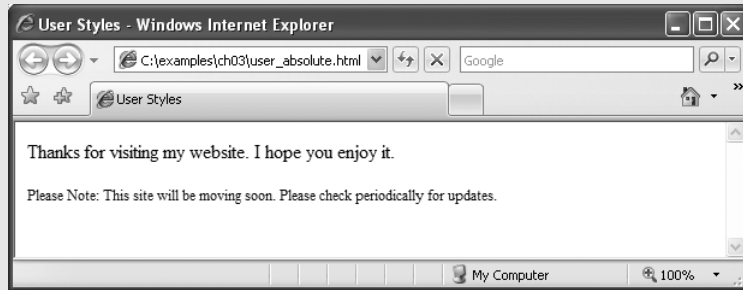 User Styles - Windows Internet Explorer
C:\examples\ch03\user_absolute.html
Google
User Styles
Thanks for visiting my website. I hope you enjoy it.
Please Note: This site will be moving soon. Please check periodically for updates.
My Computer
100%